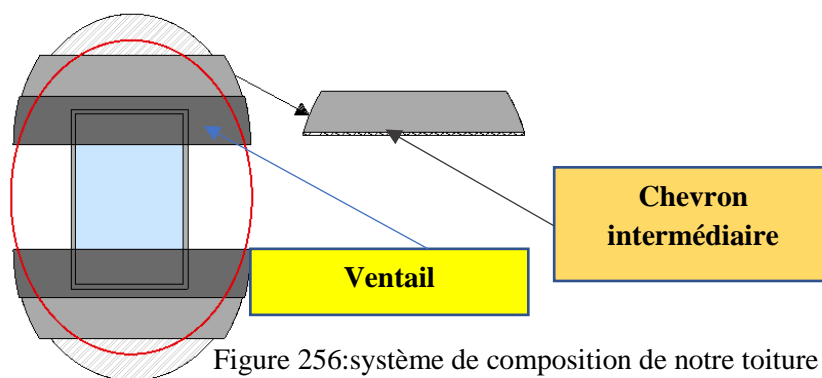 Chevron
intermédiaire
Ventail
Figure 256:système de composition de notre toiture